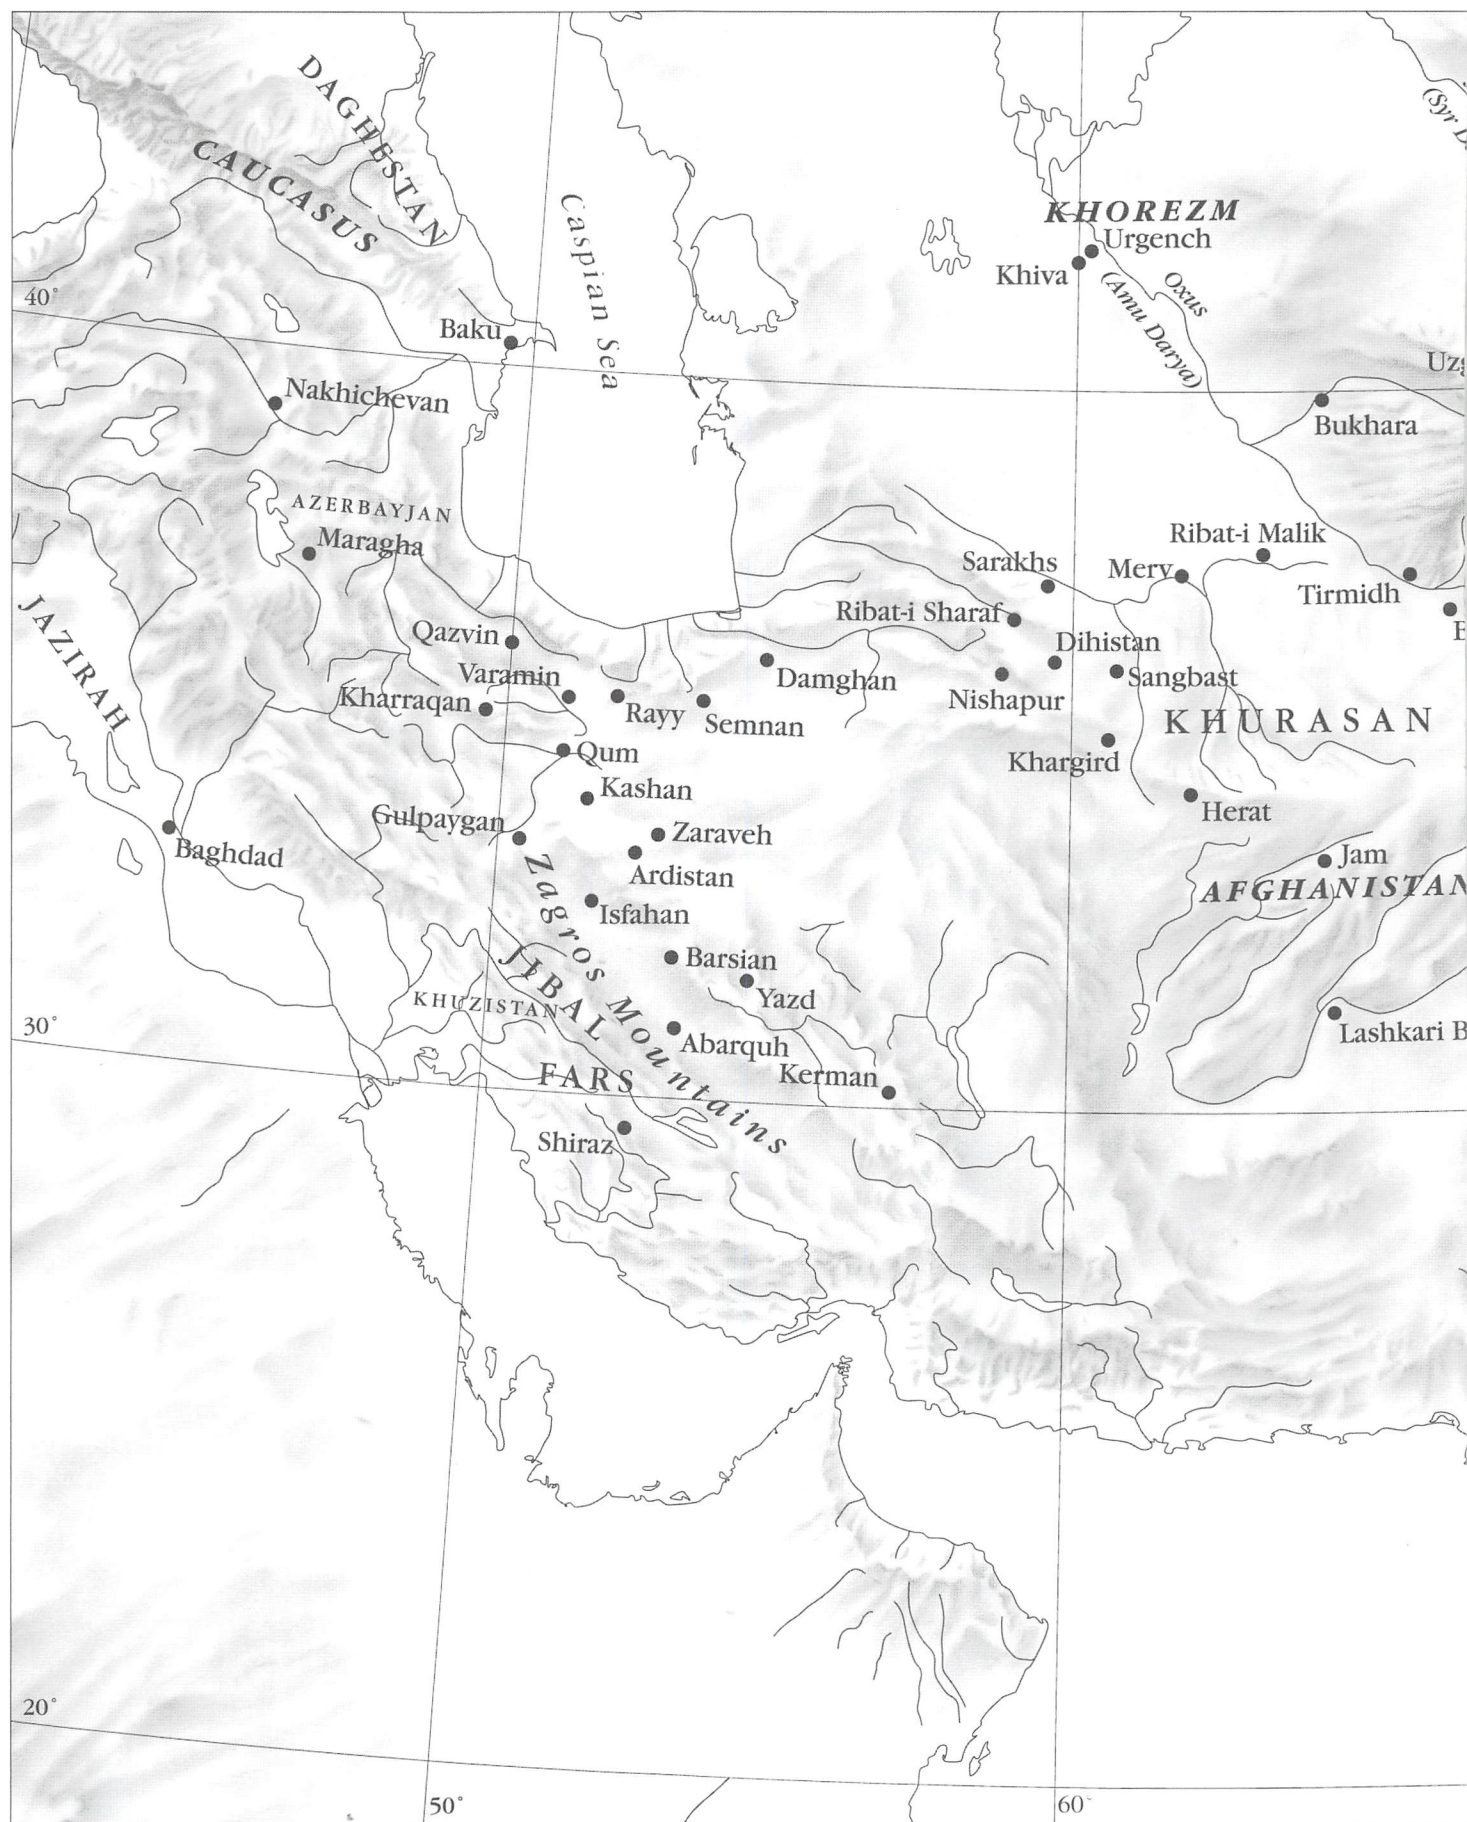 DAGHESTAN
CAUCASUS
(Syr
Caspian Sea
KHOREZM
Urgench
Khiva
Oxus
(Amu Darya)
40°
Baku
Nakhichevan
Bukhara
AZERBAYJAN
Maragha
Ribat-i Malik
Sarakhs
Merv
Tirmidh
JAZIRAH
Ribat-i Sharaf
Qazvin
Dihistan
Varamin
Damghan
Sangbast
Kharraqan
Nishapur
Rayy
Semnan
KHURASAN
Qum
Khargird
Kashan
Herat
Gulpaygan
Zaraveh
Baghdad
Jam
Ardistan
AFGHANISTAN
Isfahan
Zagros Mountains
Barsian
JIBAL
Yazd
KHUZISTAN
30°
Lashkari B
Abarquh
FARS
Kerman
Shiraz
20°
50°
60°